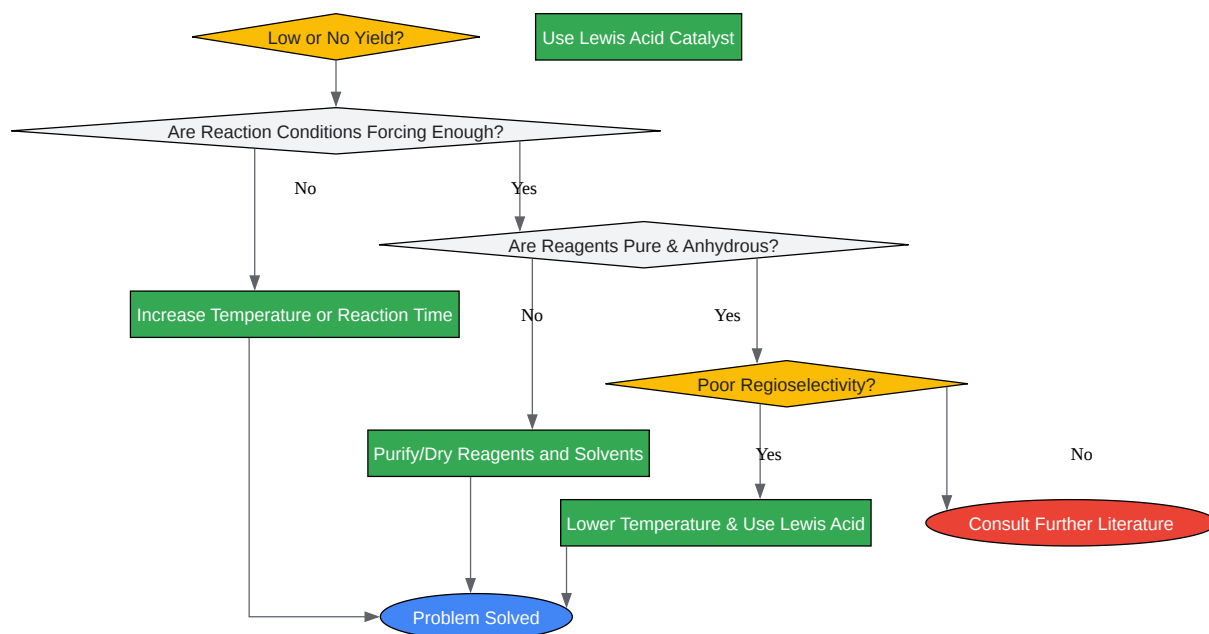 Low or No Yield?
Use Lewis Acid Catalyst
Are Reaction Conditions Forcing Enough?
No
Yes
Are Reagents Pure & Anhydrous?
Increase Temperature or Reaction Time
No
Yes
Poor Regioselectivity?
Purify/Dry Reagents and Solvents
Yes
No
Lower Temperature & Use Lewis Acid
Consult Further Literature
Problem Solved